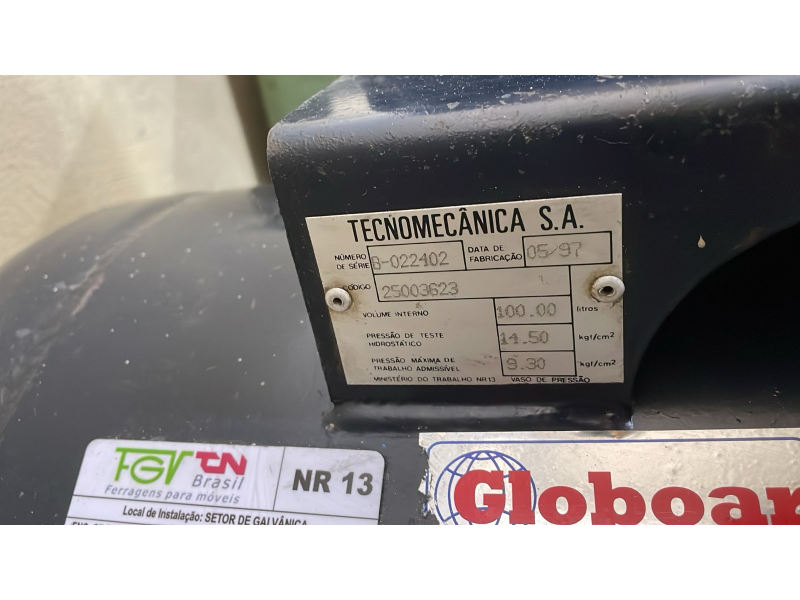 TECNOMECÂNICA S.A.
NÚMERO DE SÉRIE B-022402 DATA DE FABRICAÇÃO 05/97
CÓDIGO 25003623
VOLUME INTERNO 100.00 litros
PRESSÃO DE TESTE HIDROSTÁTICO 14.50 kgf/cm2
PRESSÃO MÁXIMA DE TRABALHO ADMISSÍVEL 9.30 kgf/cm2
MINISTÉRIO DO TRABALHO NR13 VASO DE PRESSÃO
FGV TN Brasil
Ferragens para móveis
NR 13
Local de Instalação: SETOR DE GALVÂNICA
Globoar